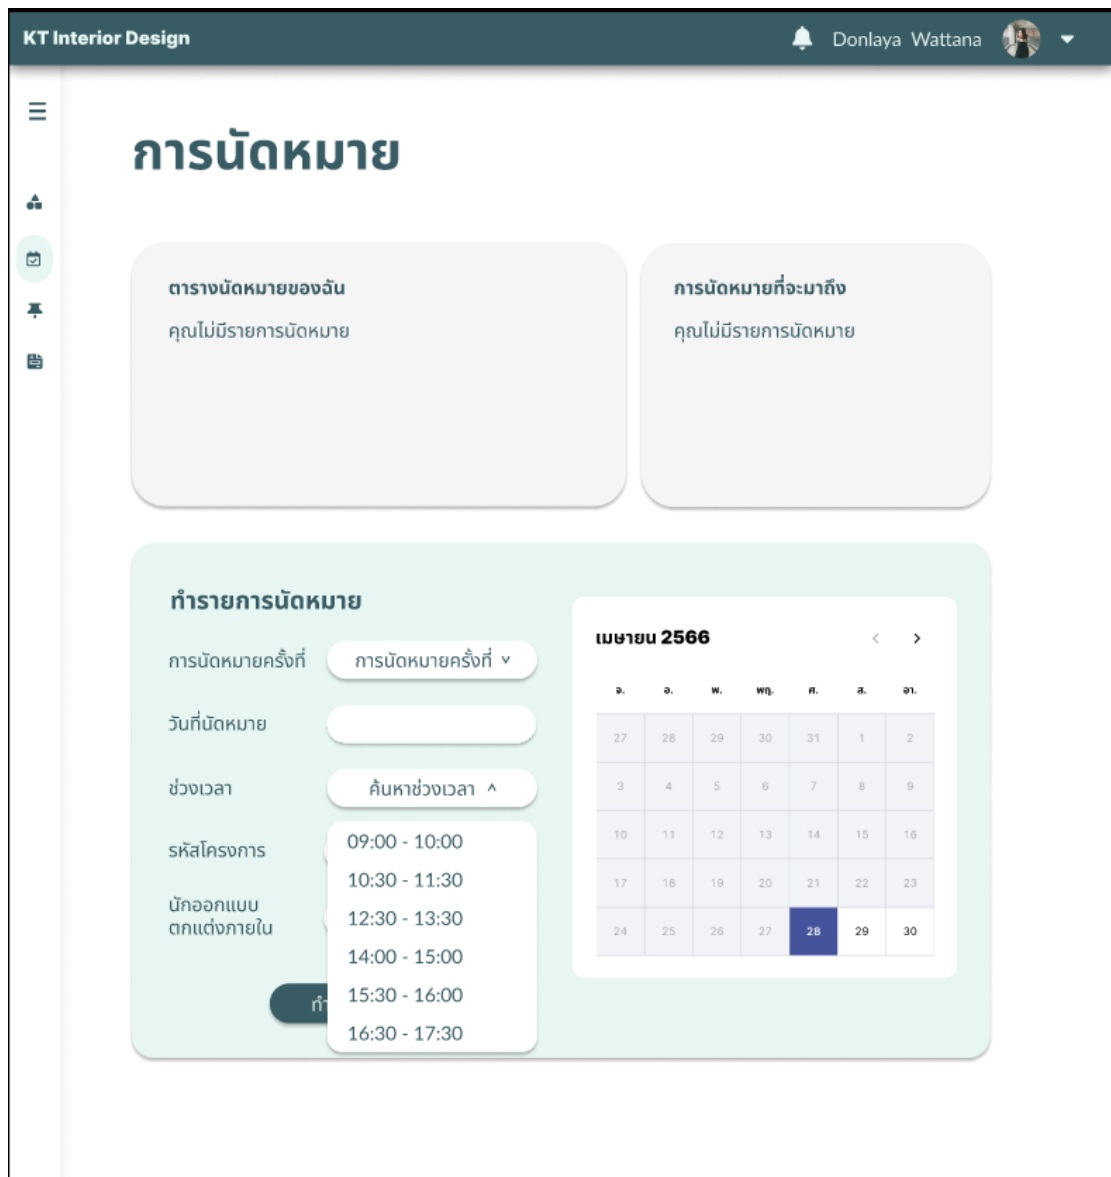 KT Interior Design
Donlaya Wattana
การนัดหมาย
ตารางนัดหมายของฉัน
คุณไม่มีรายการนัดหมาย
การนัดหมายที่จะมาถึง
คุณไม่มีรายการนัดหมาย
ทำรายการนัดหมาย
การนัดหมายครั้งที่
การนัดหมายครั้งที่
วันที่นัดหมาย
ช่วงเวลา
ค้นหาช่วงเวลา
09:00 - 10:00
10:30 - 11:30
12:30 - 13:30
14:00 - 15:00
15:30 - 16:00
16:30 - 17:30
รหัสโครงการ
นักออกแบบ
ตกแต่งภายใน
เมษายน 2566
จ. อ. พ. พฤ. ศ. ส. อา.
27 28 29 30 31 1 2
3 4 5 6 7 8 9
10 11 12 13 14 15 16
17 18 19 20 21 22 23
24 25 26 27 28 29 30